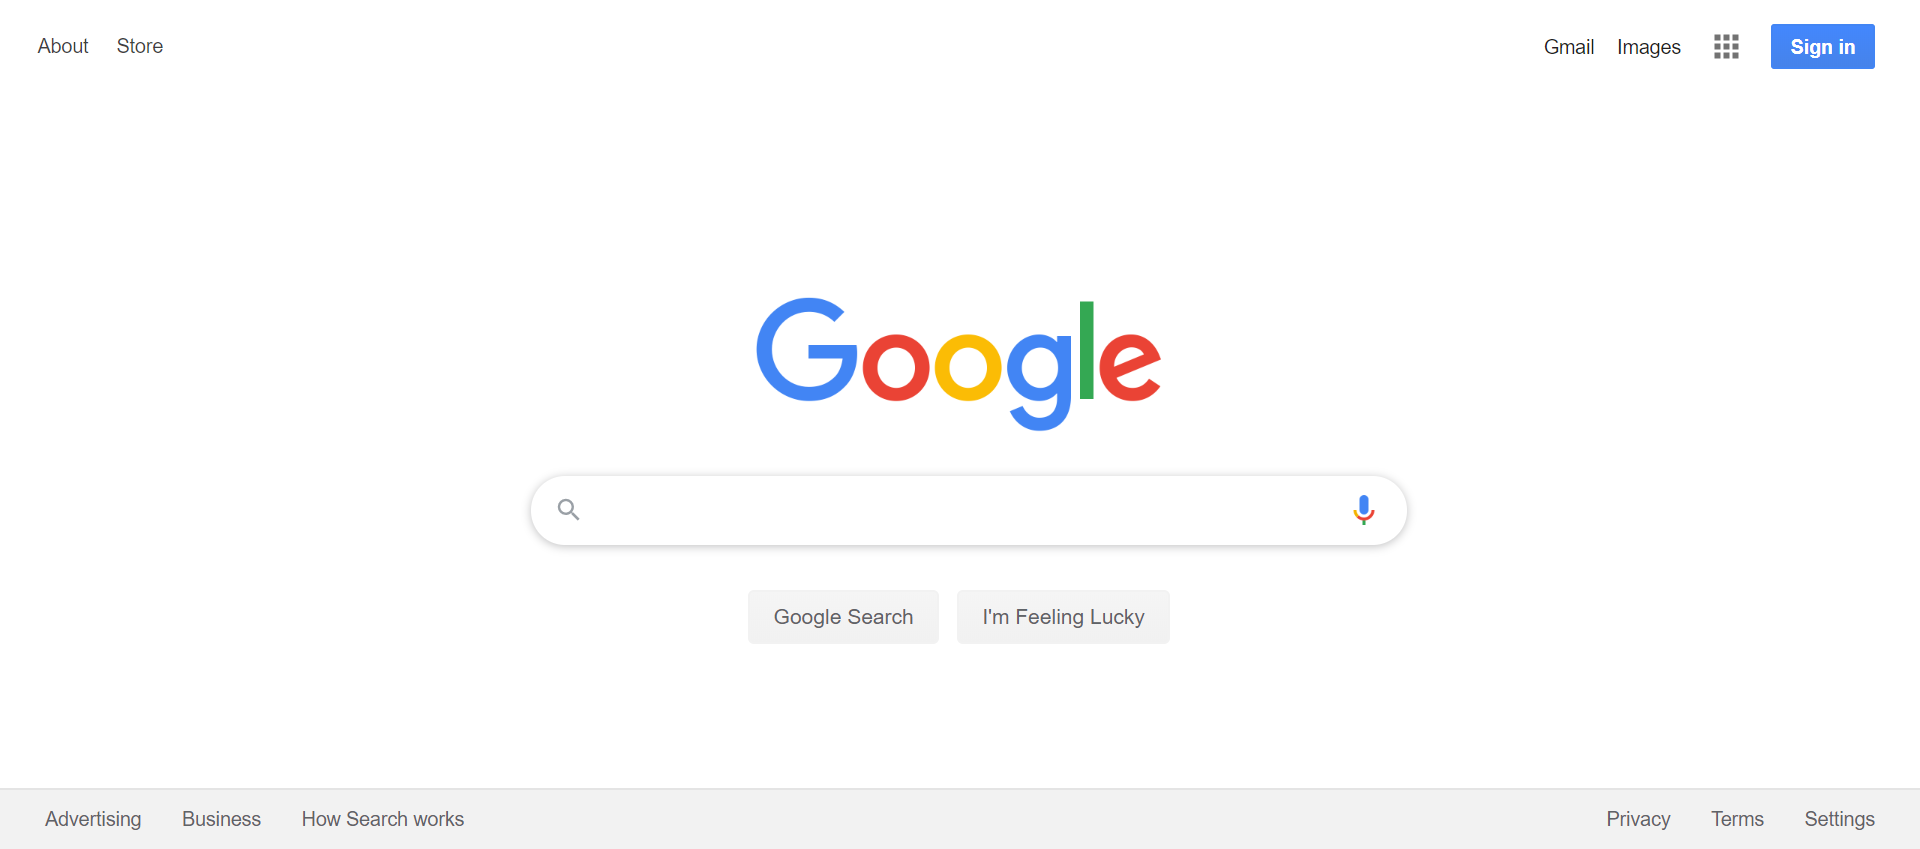 About Store Gmail Images Sign in
Google
Google Search I'm Feeling Lucky
Advertising Business How Search works Privacy Terms Settings